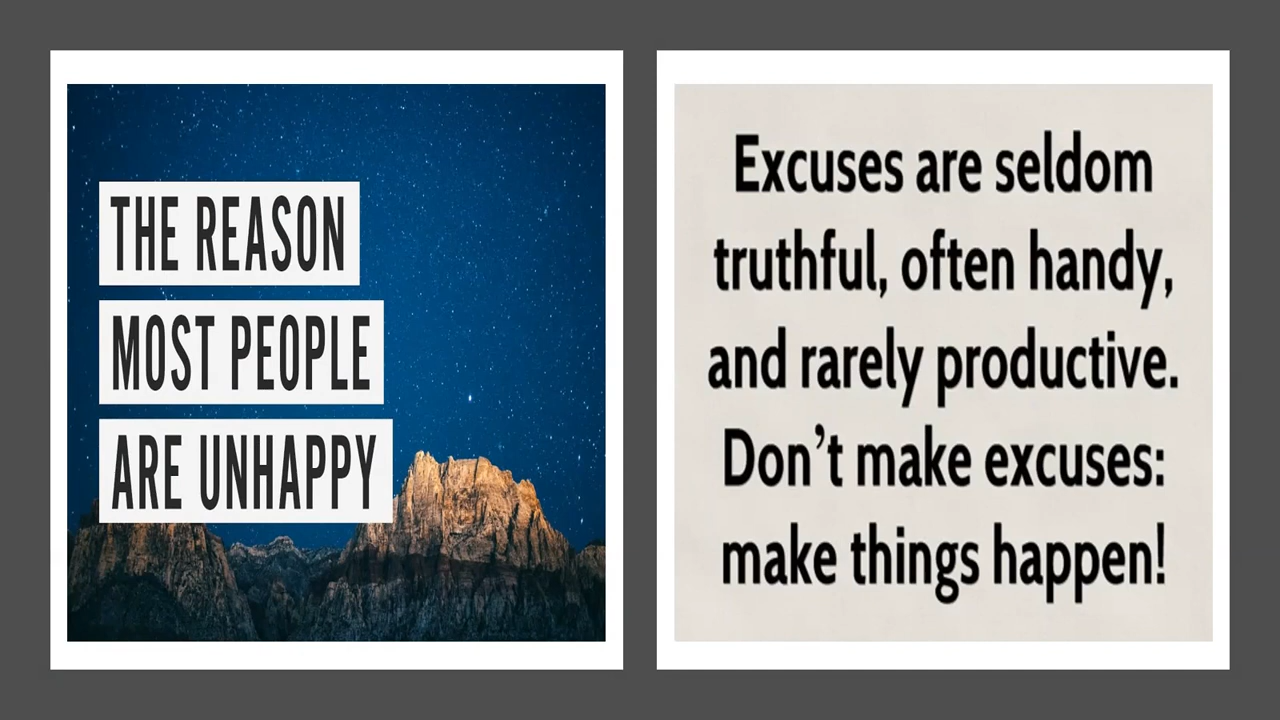 THE REASON
MOST PEOPLE
ARE UNHAPPY
Excuses are seldom
truthful, often handy,
and rarely productive.
Don’t make excuses:
make things happen!